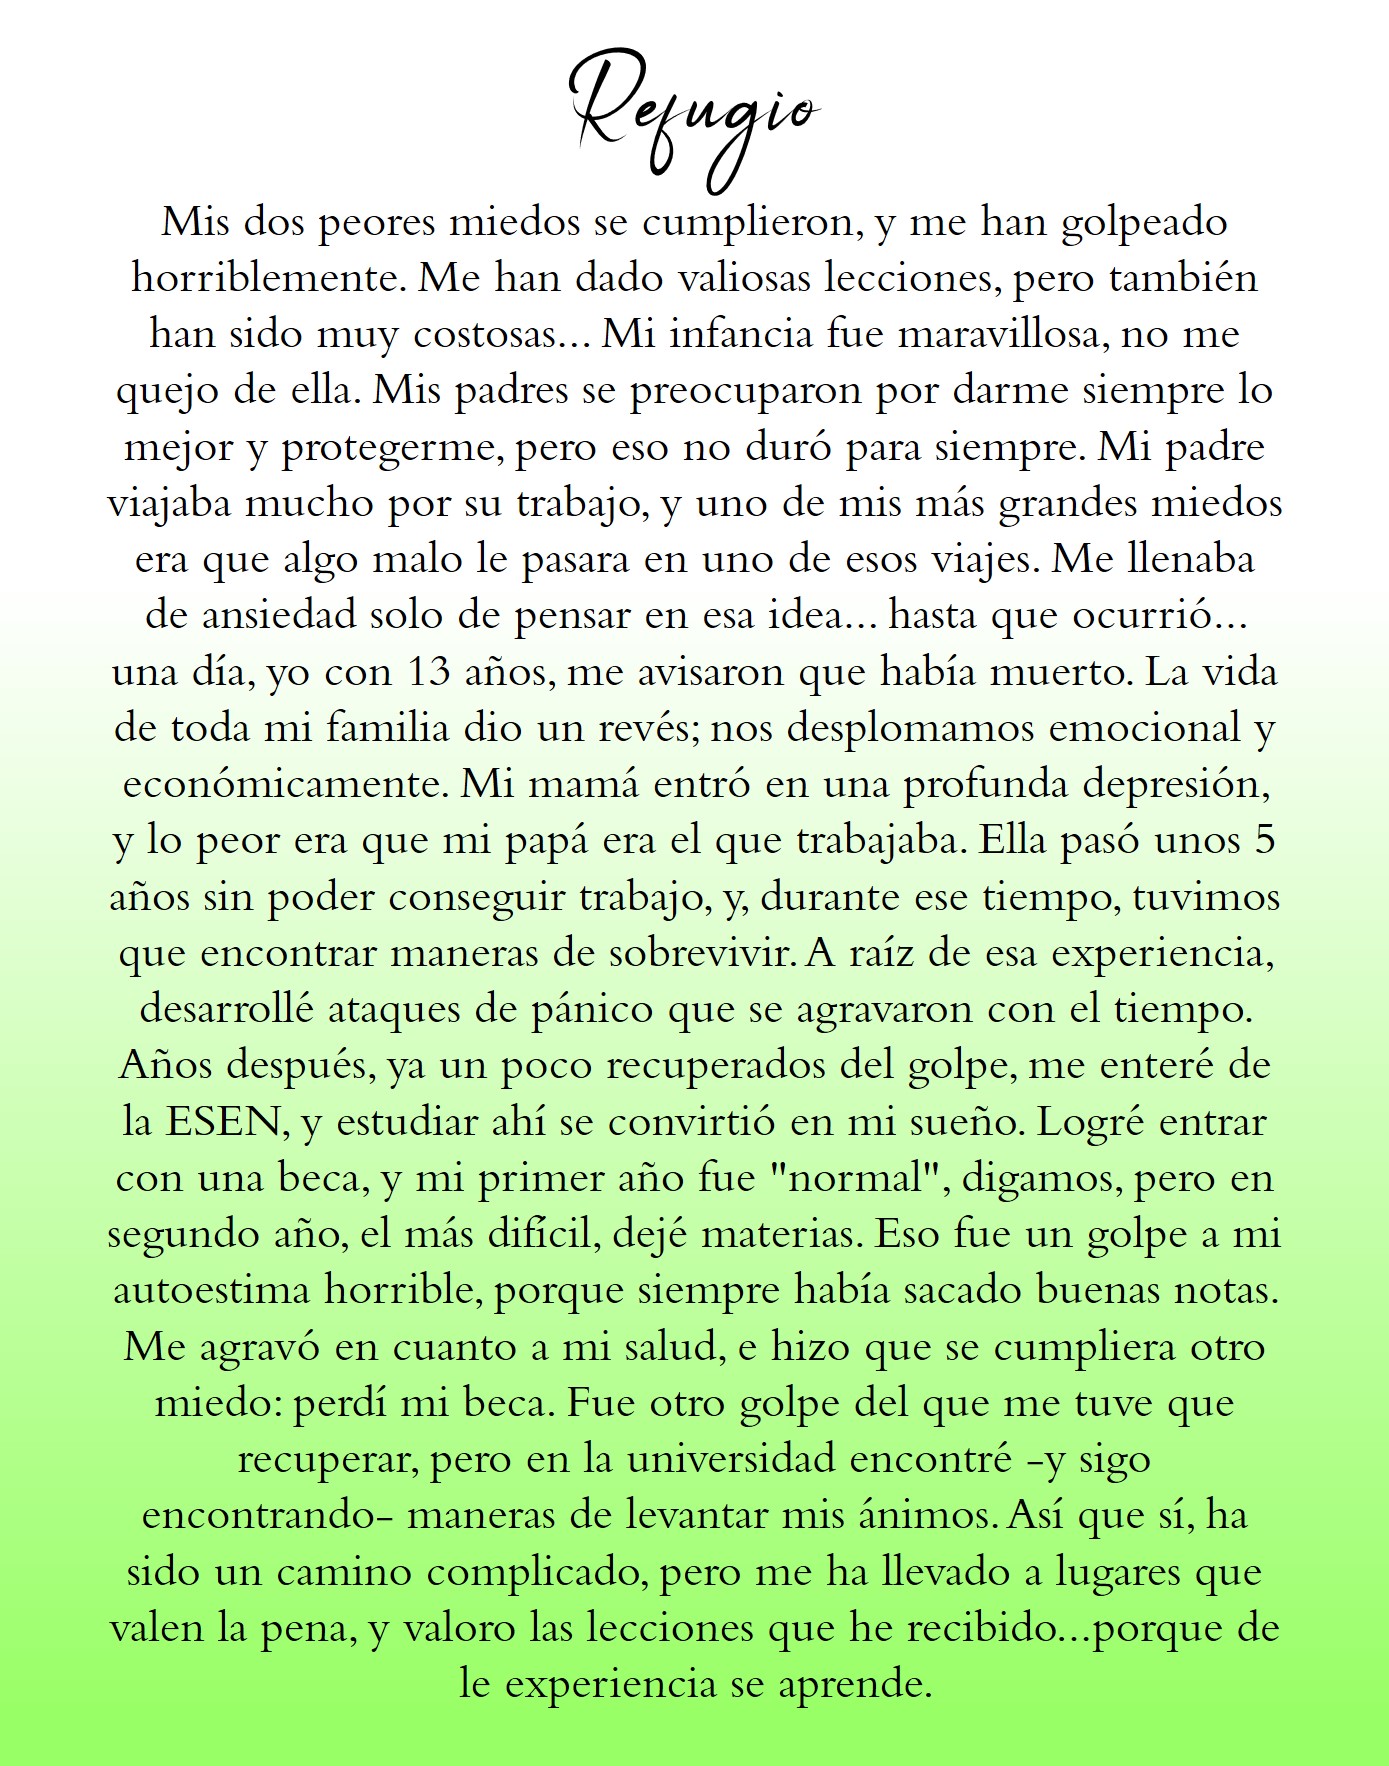 Refugio
Mis dos peores miedos se cumplieron, y me han golpeado
horriblemente. Me han dado valiosas lecciones, pero también
han sido muy costosas... Mi infancia fue maravillosa, no me
quejo de ella. Mis padres se preocuparon por darme siempre lo
mejor y protegerme, pero eso no duró para siempre. Mi padre
viajaba mucho por su trabajo, y uno de mis más grandes miedos
era que algo malo le pasara en uno de esos viajes. Me llenaba
de ansiedad solo de pensar en esa idea... hasta que ocurrió...
una día, yo con 13 años, me avisaron que había muerto. La vida
de toda mi familia dio un revés; nos desplomamos emocional y
económicamente. Mi mamá entró en una profunda depresión,
y lo peor era que mi papá era el que trabajaba. Ella pasó unos 5
años sin poder conseguir trabajo, y, durante ese tiempo, tuvimos
que encontrar maneras de sobrevivir. A raíz de esa experiencia,
desarrollé ataques de pánico que se agravaron con el tiempo.
Años después, ya un poco recuperados del golpe, me enteré de
la ESEN, y estudiar ahí se convirtió en mi sueño. Logré entrar
con una beca, y mi primer año fue "normal", digamos, pero en
segundo año, el más difícil, dejé materias. Eso fue un golpe a mi
autoestima horrible, porque siempre había sacado buenas notas.
Me agravó en cuanto a mi salud, e hizo que se cumpliera otro
miedo: perdí mi beca. Fue otro golpe del que me tuve que
recuperar, pero en la universidad encontré -y sigo
encontrando- maneras de levantar mis ánimos. Así que sí, ha
sido un camino complicado, pero me ha llevado a lugares que
valen la pena, y valoro las lecciones que he recibido...porque de
le experiencia se aprende.